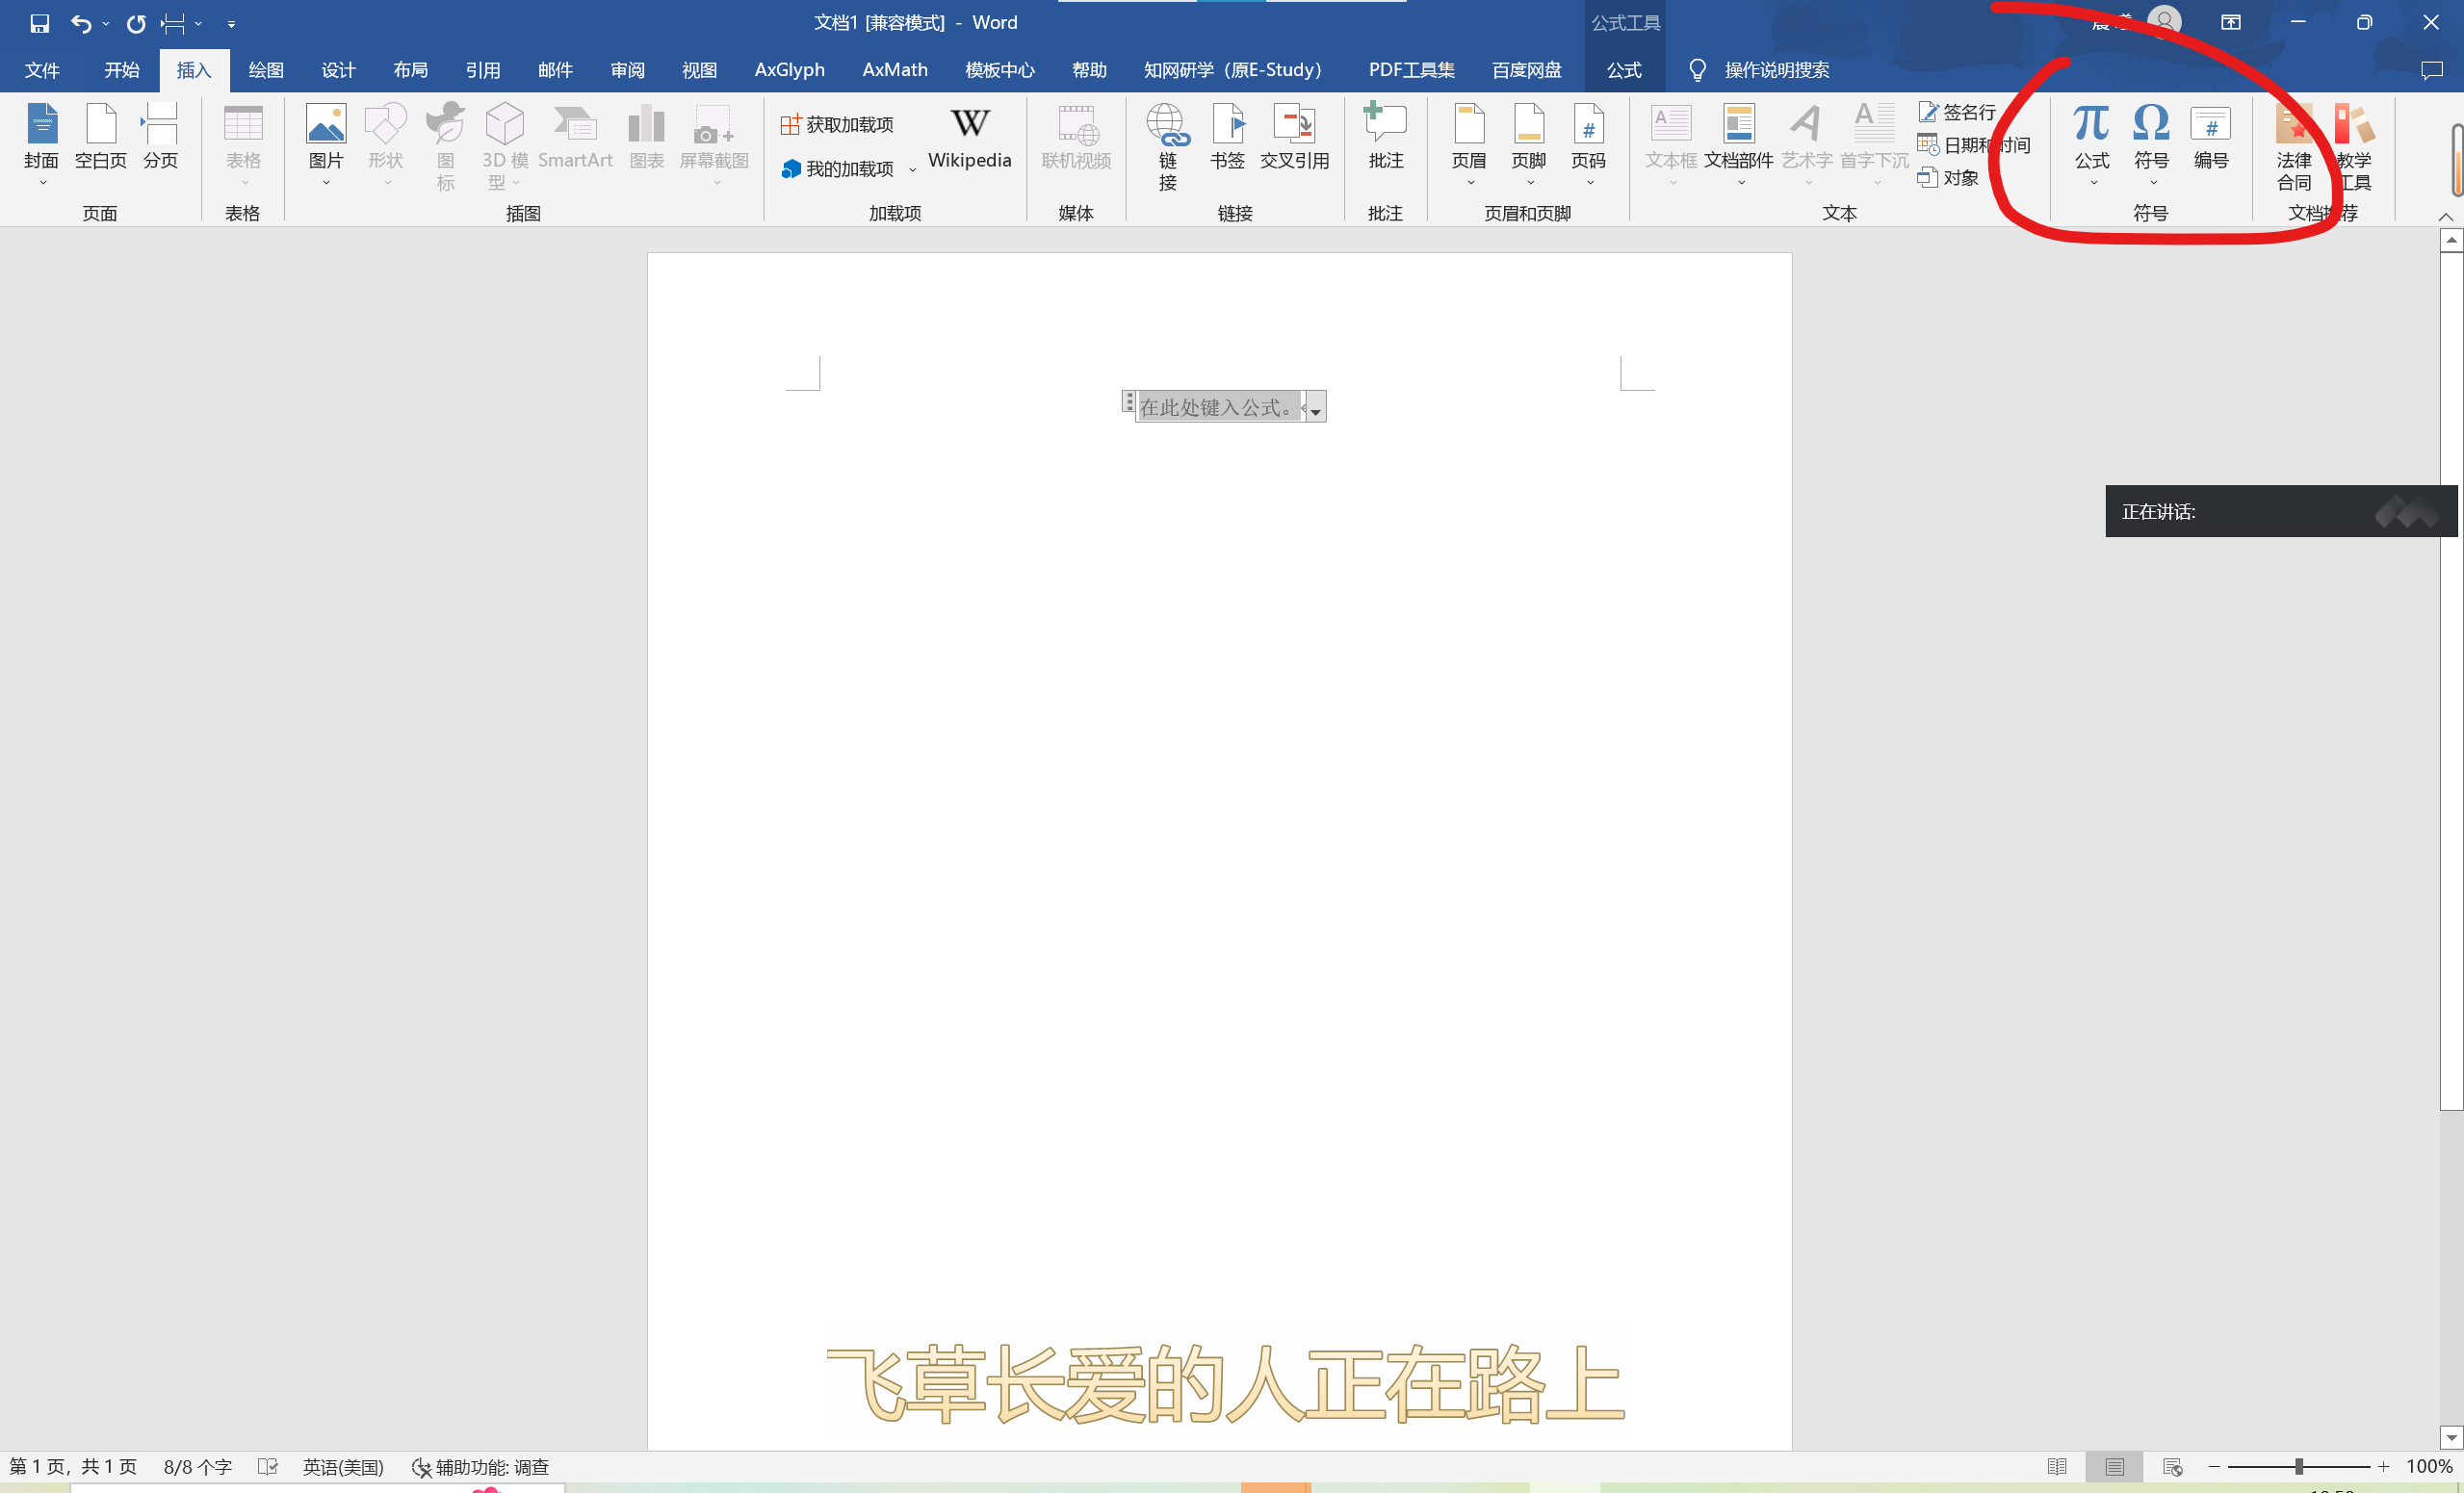 文档1 [兼容模式] - Word
公式工具
文件 开始 插入 绘图 设计 布局 引用 邮件 审阅 视图 AxGlyph AxMath 模板中心 帮助 知网研学（原E-Study） PDF工具集 百度网盘 公式 操作说明搜索
封面 空白页 分页
页面
表格
表格
图片 形状 图标 3D 模型 SmartArt 图表 屏幕截图
插图
获取加载项
我的加载项
Wikipedia
加载项
联机视频
媒体
链接 书签 交叉引用
链接
批注
批注
页眉 页脚 页码
页眉和页脚
文本框 文档部件 艺术字 首字下沉
签名行
日期和时间
对象
文本
公式 符号 编号
符号
法律合同 教学工具
文档推荐
在此处键入公式。
正在讲话:
飞草长爱的人正在路上
第 1 页，共 1 页 8/8 个字 英语(美国) 辅助功能: 调查 100%